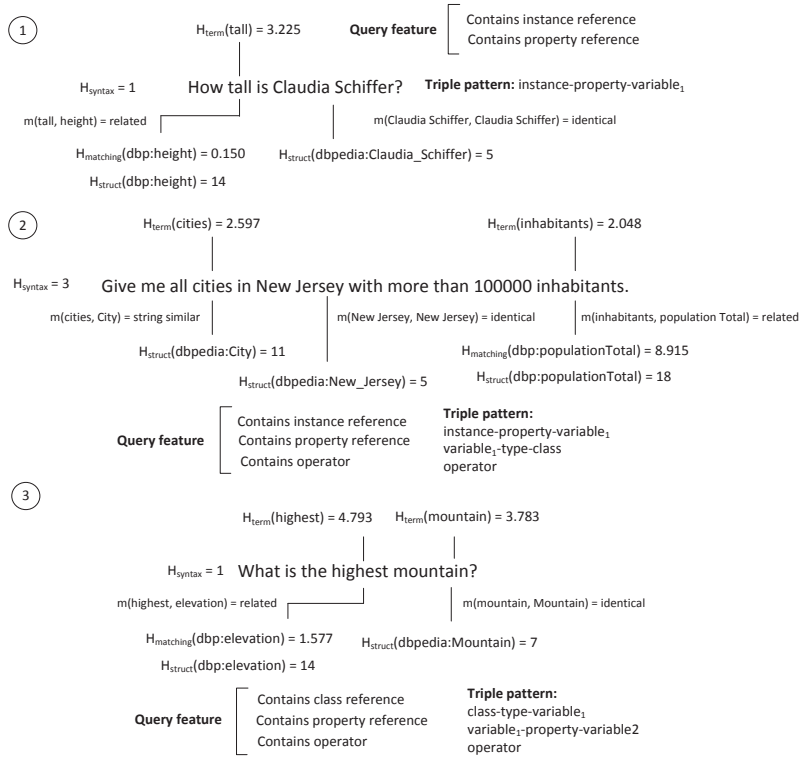 1
H_term(tall) = 3.225
Query feature
Contains instance reference
Contains property reference
H_syntax = 1
How tall is Claudia Schiffer?
Triple pattern: instance-property-variable₁
m(tall, height) = related
m(Claudia Schiffer, Claudia Schiffer) = identical
H_matching(dbp:height) = 0.150
H_struct(dbpedia:Claudia_Schiffer) = 5
H_struct(dbp:height) = 14
2
H_term(cities) = 2.597
H_term(inhabitants) = 2.048
H_syntax = 3
Give me all cities in New Jersey with more than 100000 inhabitants.
m(cities, City) = string similar
m(New Jersey, New Jersey) = identical
m(inhabitants, population Total) = related
H_struct(dbpedia:City) = 11
H_matching(dbp:populationTotal) = 8.915
H_struct(dbpedia:New_Jersey) = 5
H_struct(dbp:populationTotal) = 18
Query feature
Contains instance reference
Contains property reference
Contains operator
Triple pattern:
instance-property-variable₁
variable₁-type-class
operator
3
H_term(highest) = 4.793
H_term(mountain) = 3.783
H_syntax = 1
What is the highest mountain?
m(highest, elevation) = related
m(mountain, Mountain) = identical
H_matching(dbp:elevation) = 1.577
H_struct(dbpedia:Mountain) = 7
H_struct(dbp:elevation) = 14
Query feature
Contains class reference
Contains property reference
Contains operator
Triple pattern:
class-type-variable₁
variable₁-property-variable2
operator